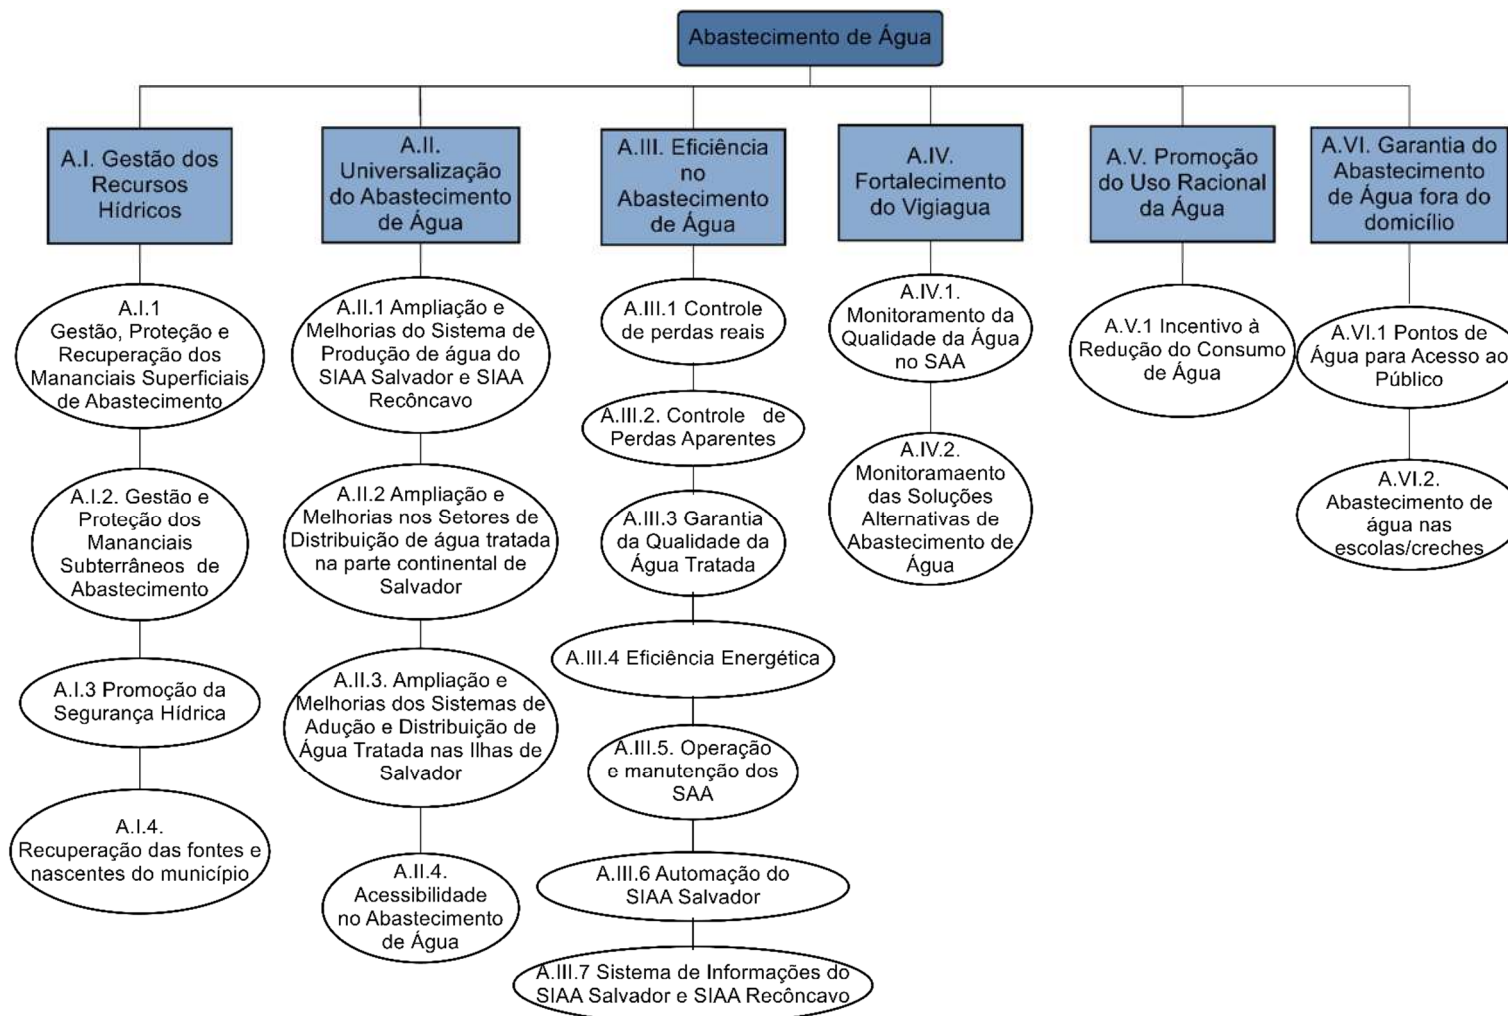 Abastecimento de Água
A.I. Gestão dos
Recursos
Hídricos
A.I.1
Gestão, Proteção e
Recuperação dos
Mananciais Superficiais
de Abastecimento
A.I.2. Gestão e
Proteção dos
Mananciais
Subterrâneos de
Abastecimento
A.I.3 Promoção da
Segurança Hídrica
A.I.4.
Recuperação das fontes e
nascentes do município
A.II.
Universalização
do Abastecimento
de Água
A.II.1 Ampliação e
Melhorias do Sistema de
Produção de água do
SIAA Salvador e SIAA
Recôncavo
A.II.2 Ampliação e
Melhorias nos Setores de
Distribuição de água tratada
na parte continental de
Salvador
A.II.3. Ampliação e
Melhorias dos Sistemas de
Adução e Distribuição de
Água Tratada nas Ilhas de
Salvador
A.II.4.
Acessibilidade
no Abastecimento
de Água
A.III. Eficiência
no
Abastecimento
de Água
A.III.1 Controle
de perdas reais
A.III.2. Controle de
Perdas Aparentes
A.III.3 Garantia
da Qualidade da
Água Tratada
A.III.4 Eficiência Energética
A.III.5. Operação
e manutenção dos
SAA
A.III.6 Automação do
SIAA Salvador
A.III.7 Sistema de Informações do
SIAA Salvador e SIAA Recôncavo
A.IV.
Fortalecimento
do Vigiagua
A.IV.1.
Monitoramento da
Qualidade da Água
no SAA
A.IV.2.
Monitoramaento
das Soluções
Alternativas de
Abastecimento de
Água
A.V. Promoção
do Uso Racional
da Água
A.V.1 Incentivo à
Redução do Consumo
de Água
A.VI. Garantia do
Abastecimento
de Água fora do
domicílio
A.VI.1 Pontos de
Água para Acesso ao
Público
A.VI.2.
Abastecimento de
água nas
escolas/creches